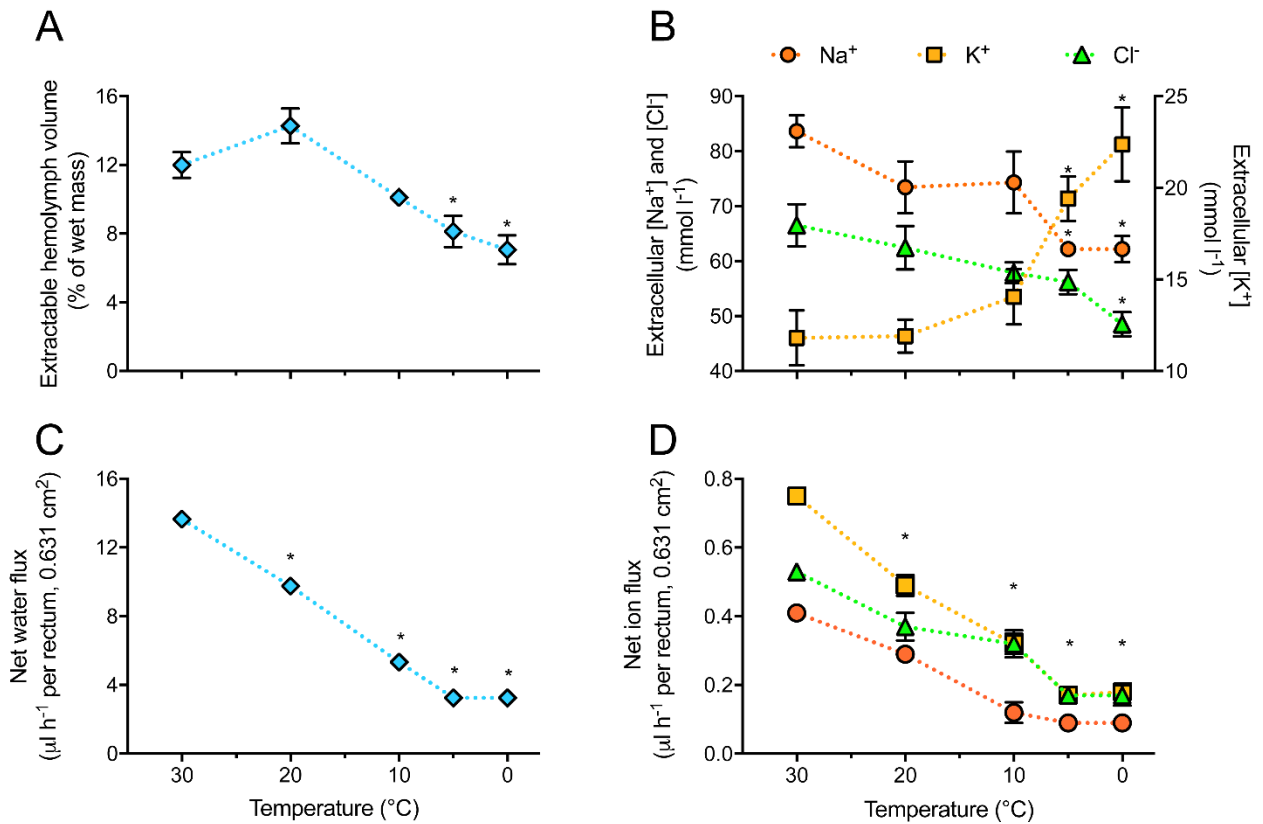 A
Extractable hemolymph volume
(% of wet mass)
16
12
8
4
0
*
*
B
Na⁺
K⁺
Cl⁻
Extracellular [Na⁺] and [Cl⁻]
(mmol l⁻¹)
90
80
70
60
50
40
25
20
15
10
Extracellular [K⁺]
(mmol l⁻¹)
*
*
*
*
*
C
Net water flux
(µl h⁻¹ per rectum, 0.631 cm²)
16
12
8
4
0
*
*
*
*
30
20
10
0
Temperature (°C)
D
Net ion flux
(µl h⁻¹ per rectum, 0.631 cm²)
0.8
0.6
0.4
0.2
0.0
*
*
*
*
30
20
10
0
Temperature (°C)